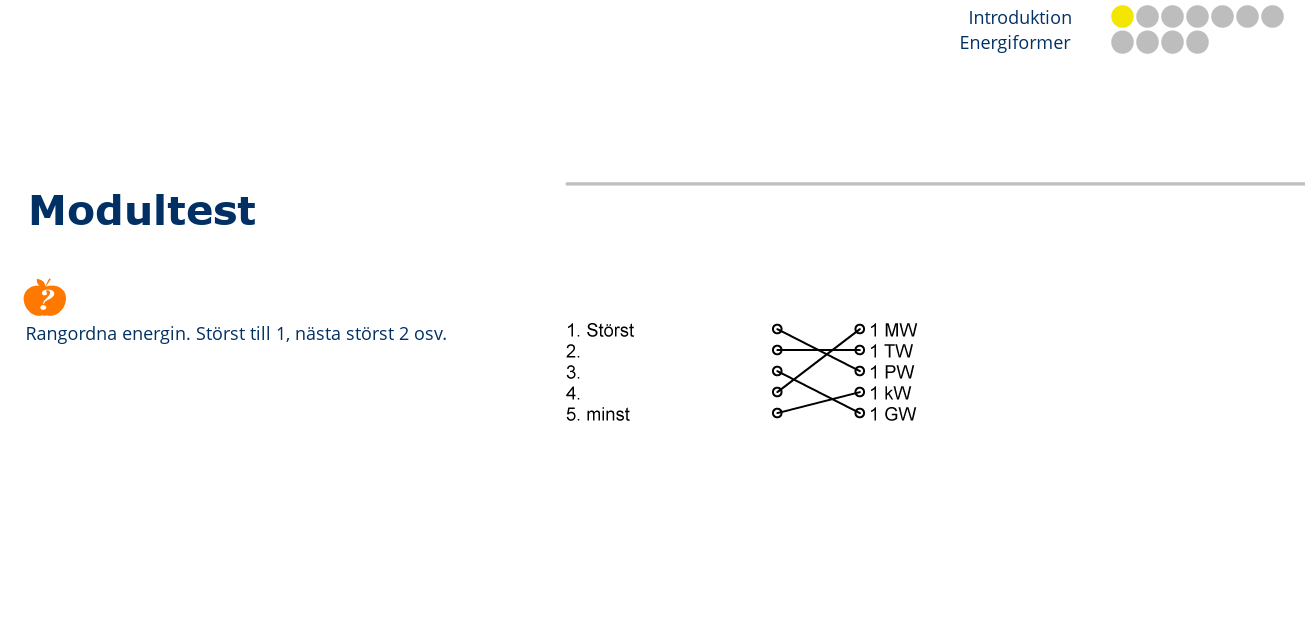 Introduktion
Energiformer
Modultest
?
Rangordna energin. Störst till 1, nästa störst 2 osv.
1. Störst 1 MW
2. 1 TW
3. 1 PW
4. 1 kW
5. minst 1 GW